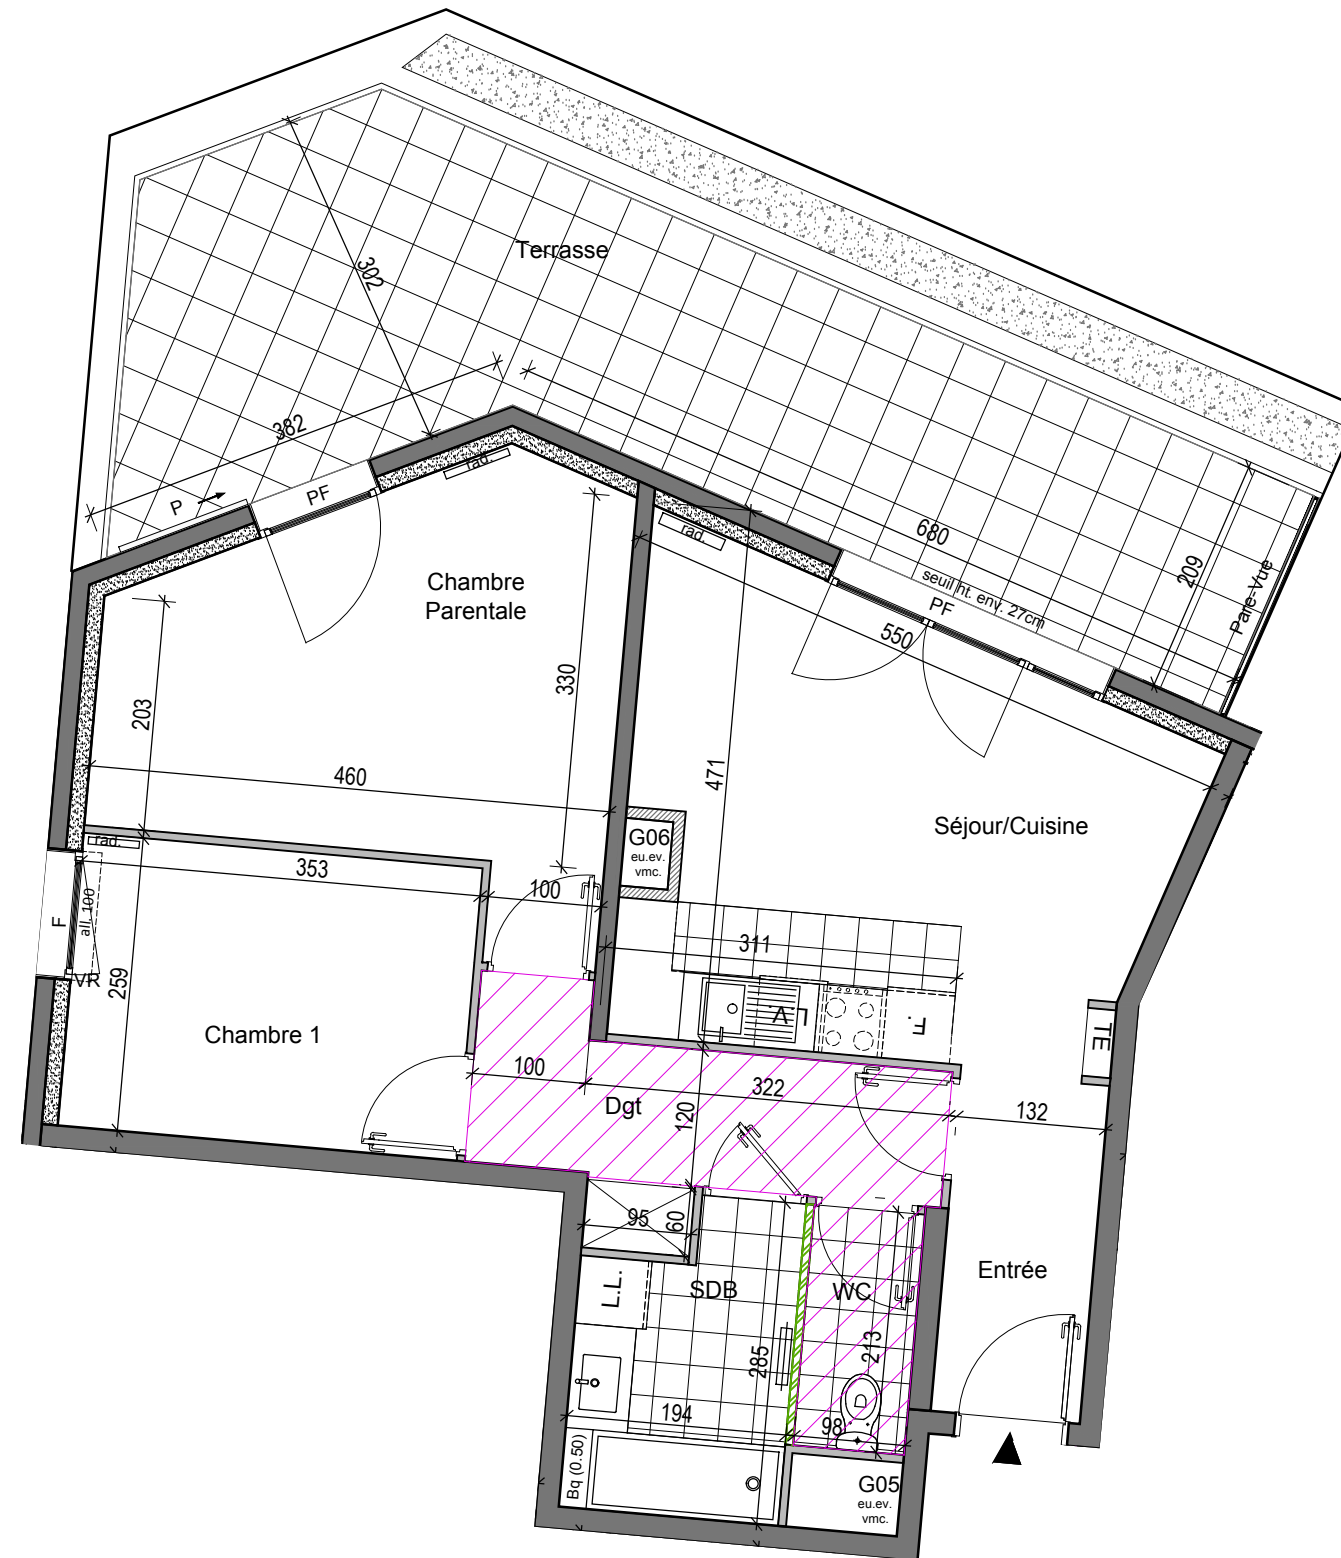 Terrasse
302
382
P
PF
rad.
rad.
680
209
seuil ht. env. 27cm
PF
Pare-Vue
550
Chambre
Parentale
330
203
471
460
Séjour/Cuisine
G06
eu.ev.
vmc.
rad.
353
100
311
F
all. 100
VR
259
L.V.
F.
TE
Chambre 1
100
Dgt
322
120
132
95
60
L.L.
SDB
WC
Entrée
285
213
194
98
Bq (0.50)
G05
eu.ev.
vmc.